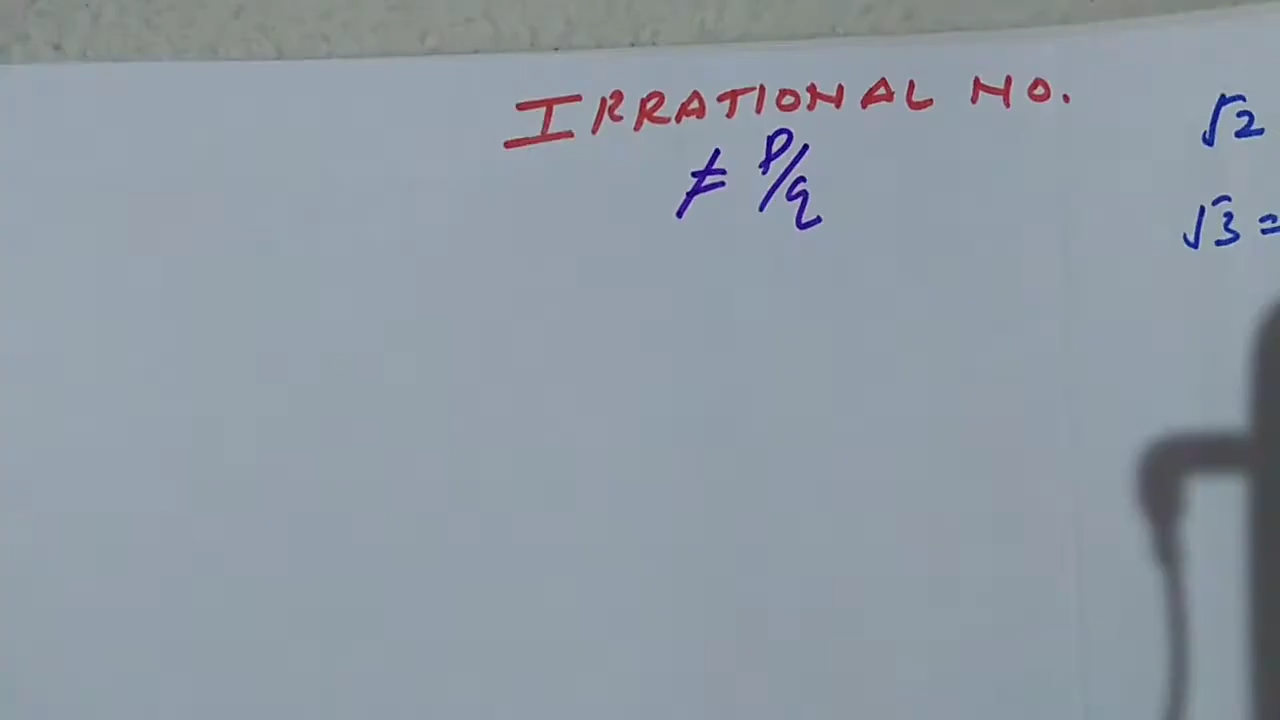 IRRATIONAL NO.
≠ P/q
√2
√3 =